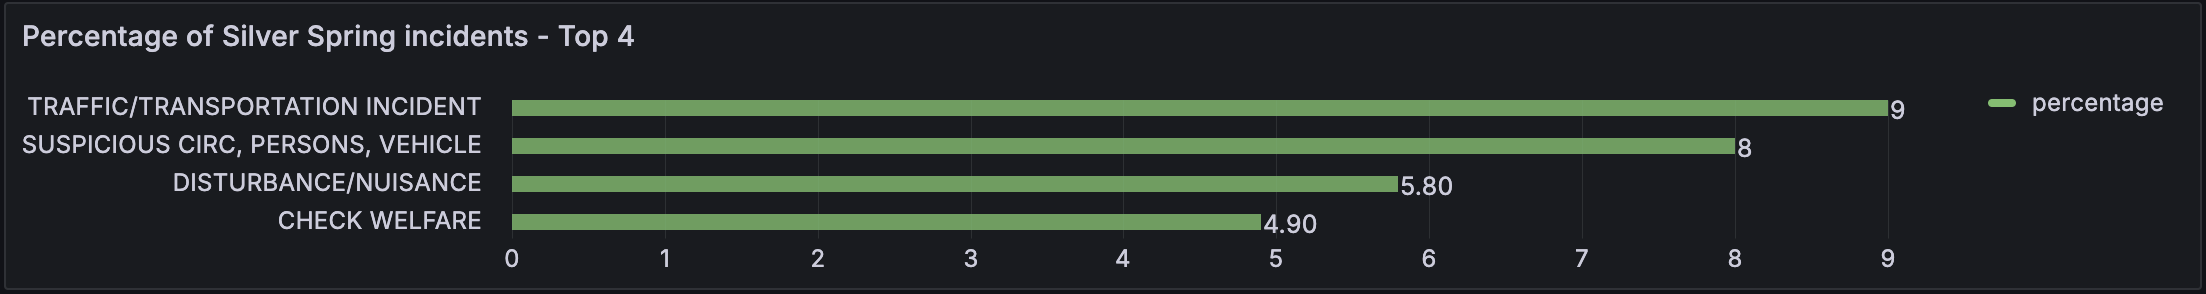 Percentage of Silver Spring incidents - Top 4
TRAFFIC/TRANSPORTATION INCIDENT 9
percentage
SUSPICIOUS CIRC, PERSONS, VEHICLE 8
DISTURBANCE/NUISANCE 5.80
CHECK WELFARE 4.90
0 1 2 3 4 5 6 7 8 9